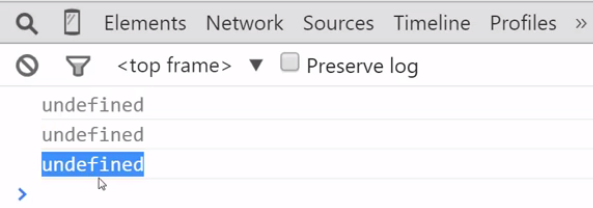 Elements Network Sources Timeline Profiles »
<top frame> ▼ Preserve log
undefined
undefined
undefined
>